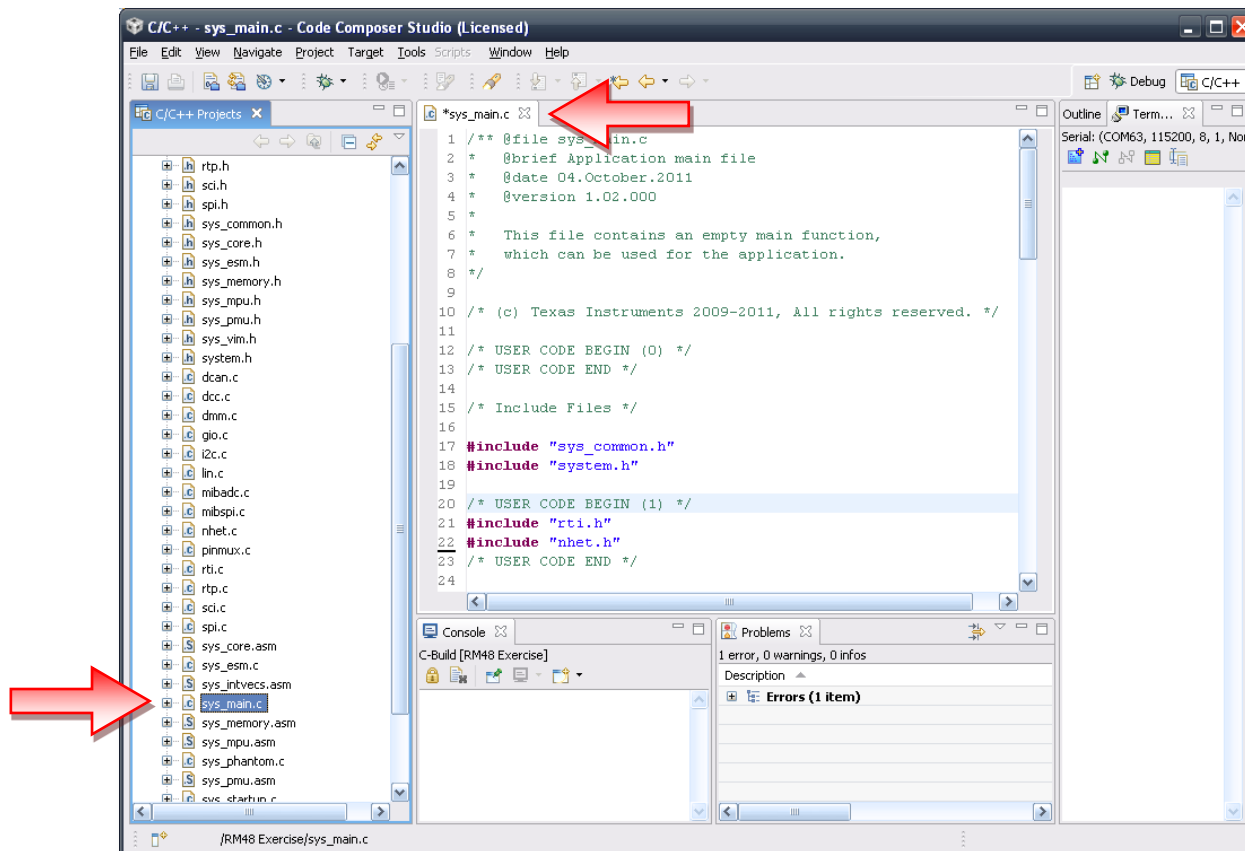 C/C++ - sys_main.c - Code Composer Studio (Licensed)
File Edit View Navigate Project Target Tools Scripts Window Help
Debug C/C++
C/C++ Projects
rtp.h
sci.h
spi.h
sys_common.h
sys_core.h
sys_esm.h
sys_memory.h
sys_mpu.h
sys_pmu.h
sys_vim.h
system.h
dcan.c
dcc.c
dmm.c
gio.c
i2c.c
lin.c
mibadc.c
mibspi.c
nhet.c
pinmux.c
rti.c
rtp.c
sci.c
spi.c
sys_core.asm
sys_esm.c
sys_intvecs.asm
sys_main.c
sys_memory.asm
sys_mpu.asm
sys_phantom.c
sys_pmu.asm
sys_startup.c
*sys_main.c
1 /** @file sys_main.c
2 * @brief Application main file
3 * @date 04.October.2011
4 * @version 1.02.000
5 *
6 * This file contains an empty main function,
7 * which can be used for the application.
8 */
9
10 /* (c) Texas Instruments 2009-2011, All rights reserved. */
11
12 /* USER CODE BEGIN (0) */
13 /* USER CODE END */
14
15 /* Include Files */
16
17 #include "sys_common.h"
18 #include "system.h"
19
20 /* USER CODE BEGIN (1) */
21 #include "rti.h"
22 #include "nhet.h"
23 /* USER CODE END */
24
Outline Term...
Serial: (COM63, 115200, 8, 1, Nor
Console
C-Build [RM48 Exercise]
Problems
1 error, 0 warnings, 0 infos
Description
Errors (1 item)
/RM48 Exercise/sys_main.c